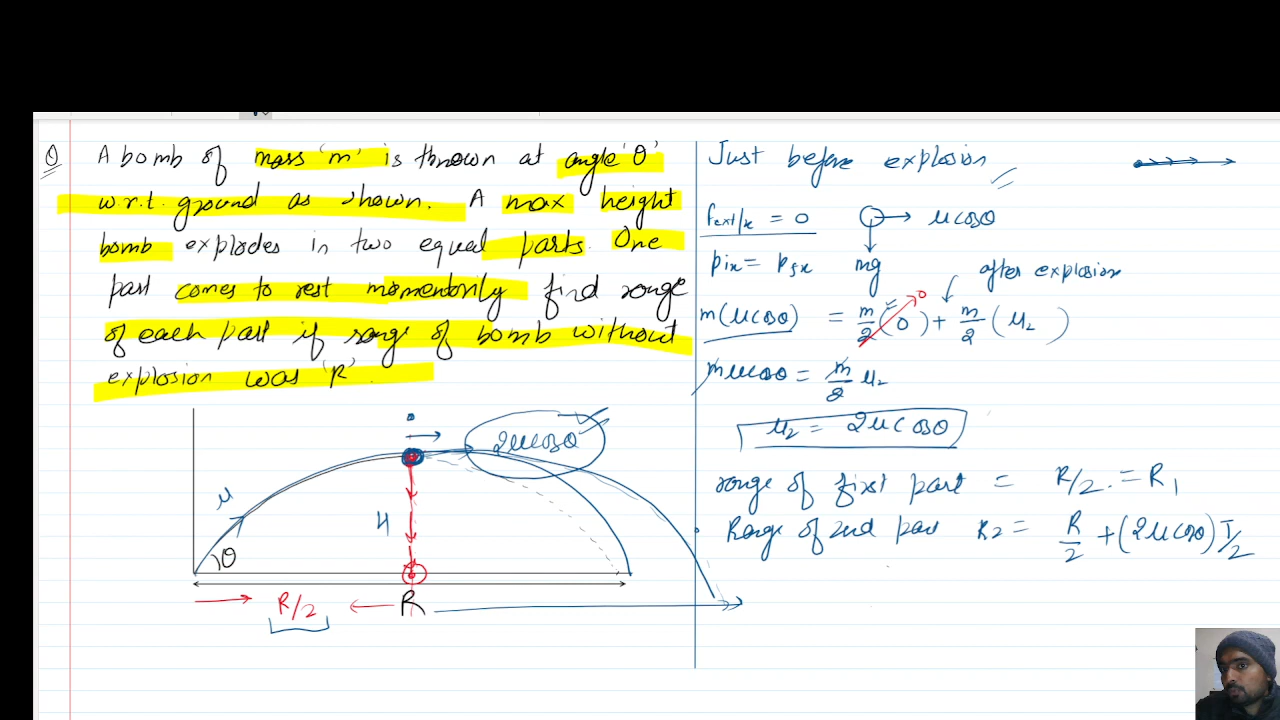 Q A bomb of mass 'm' is thrown at angle 'θ'
w.r.t. ground as shown. A max height
bomb explodes in two equal parts. One
part comes to rest momentorily find range
of each part if range of bomb without
explosion was 'R'.
u
θ
H
0
2ucosθ
R/2
R
Just before explosion
Fext/x = 0
ucosθ
pix = pfx
mg
after explosion
m(ucosθ) = m/2 (0) + m/2 (u2)
0
mucosθ = m/2 u2
u2 = 2ucosθ
range of first part = R/2 = R1
Range of 2nd part R2 = R/2 + (2ucosθ) T/2